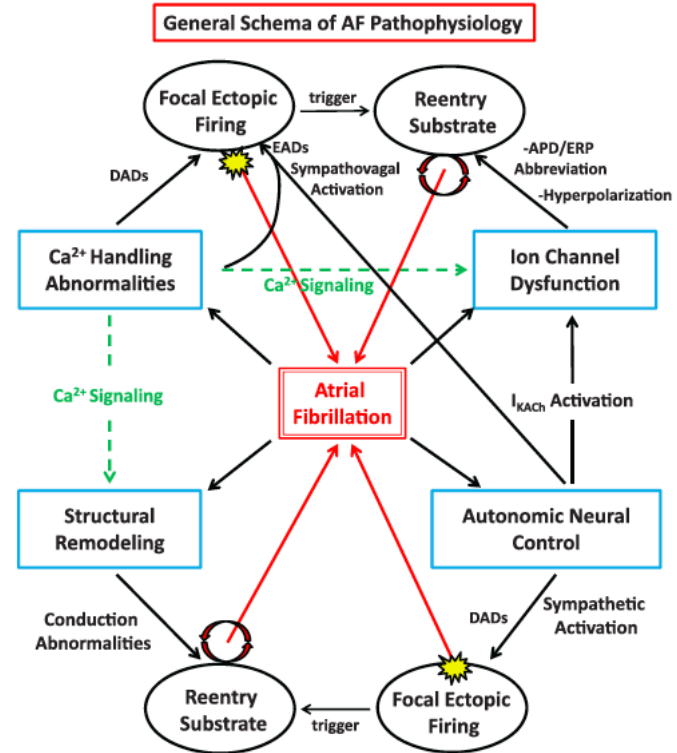 General Schema of AF Pathophysiology
Focal Ectopic
Firing
trigger
Reentry
Substrate
DADs
EADs
Sympathovagal
Activation
-APD/ERP
Abbreviation
-Hyperpolarization
Ca²⁺ Handling
Abnormalities
Ca²⁺ Signaling
Ion Channel
Dysfunction
Ca²⁺ Signaling
Atrial
Fibrillation
I_KACh Activation
Structural
Remodeling
Autonomic Neural
Control
Conduction
Abnormalities
DADs
Sympathetic
Activation
Reentry
Substrate
trigger
Focal Ectopic
Firing